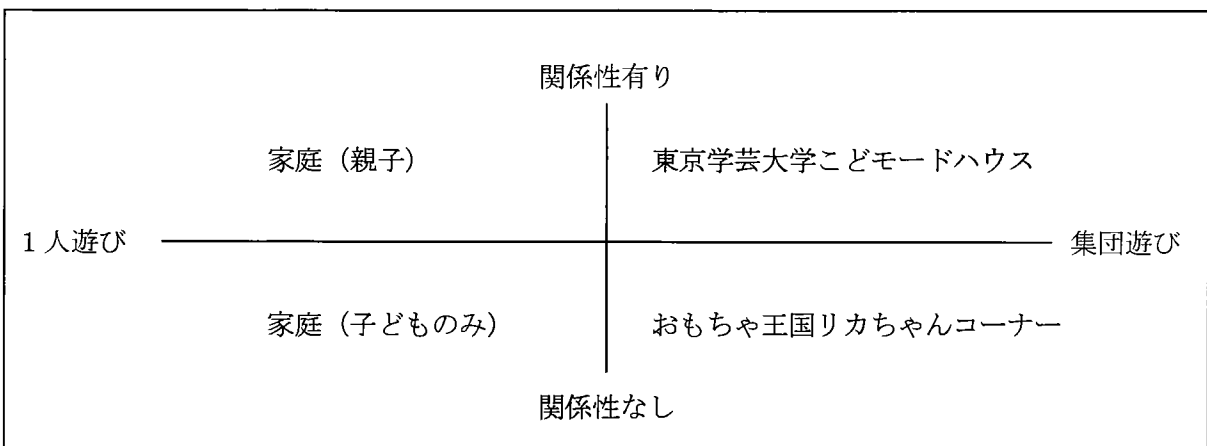 関係性有り
家庭（親子）
東京学芸大学こどモードハウス
1人遊び
集団遊び
家庭（子どものみ）
おもちゃ王国リカちゃんコーナー
関係性なし